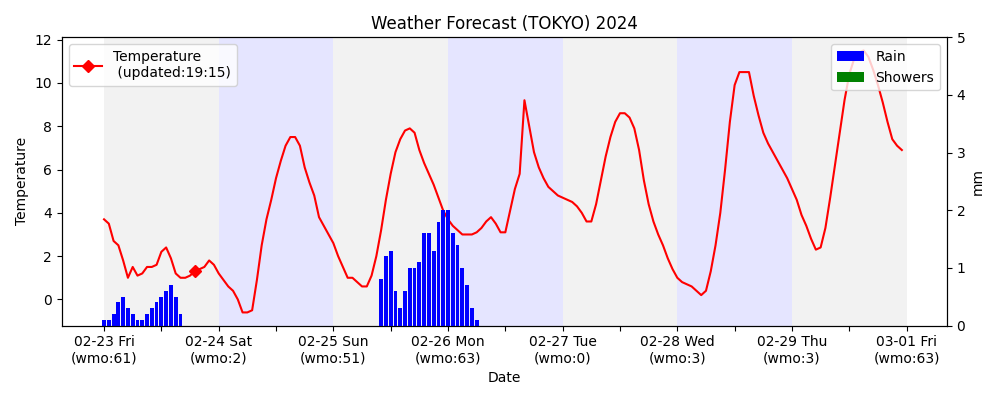 Weather Forecast (TOKYO) 2024
Temperature
(updated:19:15)
Rain
Showers
Temperature
12
10
8
6
4
2
0
5
4
3
2
1
0
mm
02-23 Fri
(wmo:61)
02-24 Sat
(wmo:2)
02-25 Sun
(wmo:51)
02-26 Mon
(wmo:63)
02-27 Tue
(wmo:0)
02-28 Wed
(wmo:3)
02-29 Thu
(wmo:3)
03-01 Fri
(wmo:63)
Date